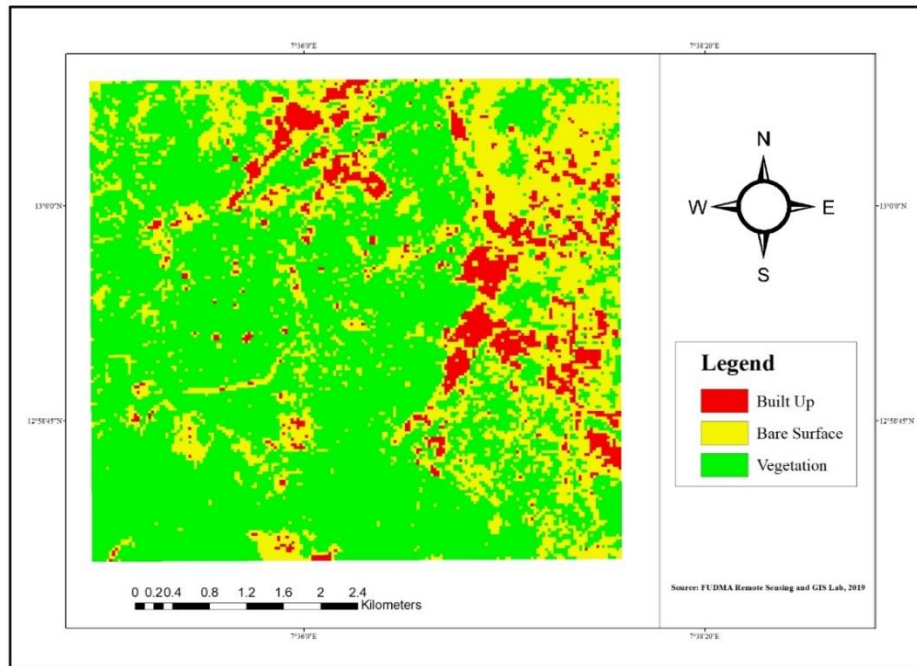 7°36'0"E 7°38'20"E
N
13°0'0"N W E 13°0'0"N
S
Legend
Built Up
12°58'45"N Bare Surface 12°58'45"N
Vegetation
Source: FUDMA Remote Sensing and GIS Lab, 2019
0 0.20.4 0.8 1.2 1.6 2 2.4
Kilometers
7°36'0"E 7°38'20"E